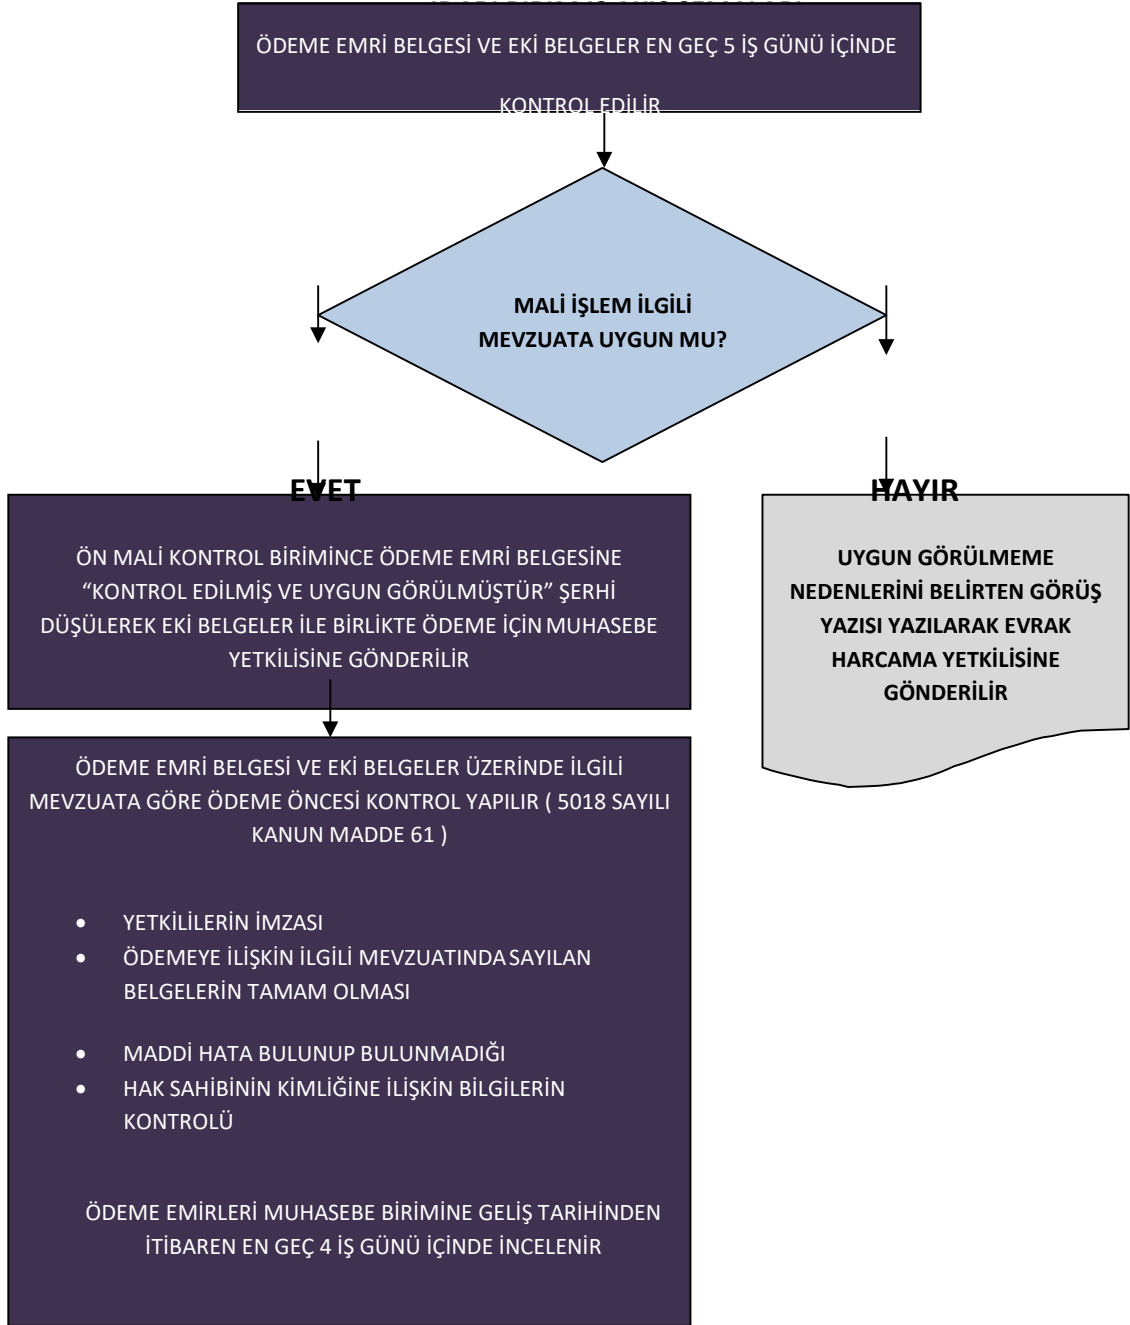 ÖDEME EMRİ BELGESİ VE EKİ BELGELER EN GEÇ 5 İŞ GÜNÜ İÇİNDE
KONTROL EDİLİR
MALİ İŞLEM İLGİLİ
MEVZUATA UYGUN MU?
EVET
HAYIR
ÖN MALİ KONTROL BİRİMİNCE ÖDEME EMRİ BELGESİNE
“KONTROL EDİLMİŞ VE UYGUN GÖRÜLMÜŞTÜR” ŞERHİ
DÜŞÜLEREK EKİ BELGELER İLE BİRLİKTE ÖDEME İÇİN MUHASEBE
YETKİLİSİNE GÖNDERİLİR
UYGUN GÖRÜLMEME
NEDENLERİNİ BELİRTEN GÖRÜŞ
YAZISI YAZILARAK EVRAK
HARCAMA YETKİLİSİNE
GÖNDERİLİR
ÖDEME EMRİ BELGESİ VE EKİ BELGELER ÜZERİNDE İLGİLİ
MEVZUATA GÖRE ÖDEME ÖNCESİ KONTROL YAPILIR ( 5018 SAYILI
KANUN MADDE 61 )
• YETKİLİLERİN İMZASI
• ÖDEMEYE İLİŞKİN İLGİLİ MEVZUATINDA SAYILAN
BELGELERİN TAMAM OLMASI
• MADDİ HATA BULUNUP BULUNMADIĞI
• HAK SAHİBİNİN KİMLİĞİNE İLİŞKİN BİLGİLERİN
KONTROLÜ
ÖDEME EMİRLERİ MUHASEBE BİRİMİNE GELİŞ TARİHİNDEN
İTİBAREN EN GEÇ 4 İŞ GÜNÜ İÇİNDE İNCELENİR